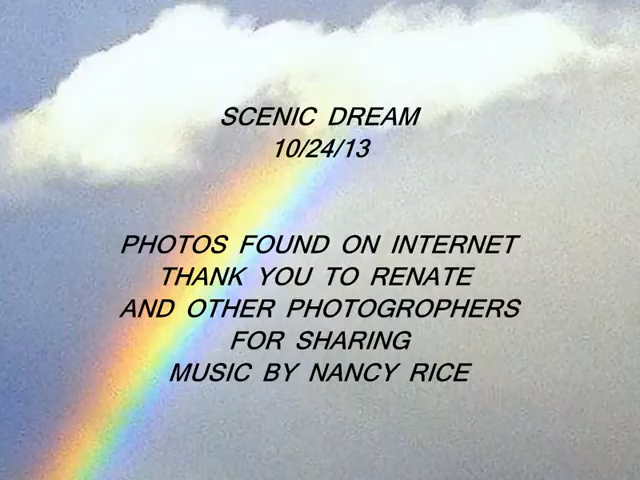 SCENIC DREAM
10/24/13
PHOTOS FOUND ON INTERNET
THANK YOU TO RENATE
AND OTHER PHOTOGROPHERS
FOR SHARING
MUSIC BY NANCY RICE